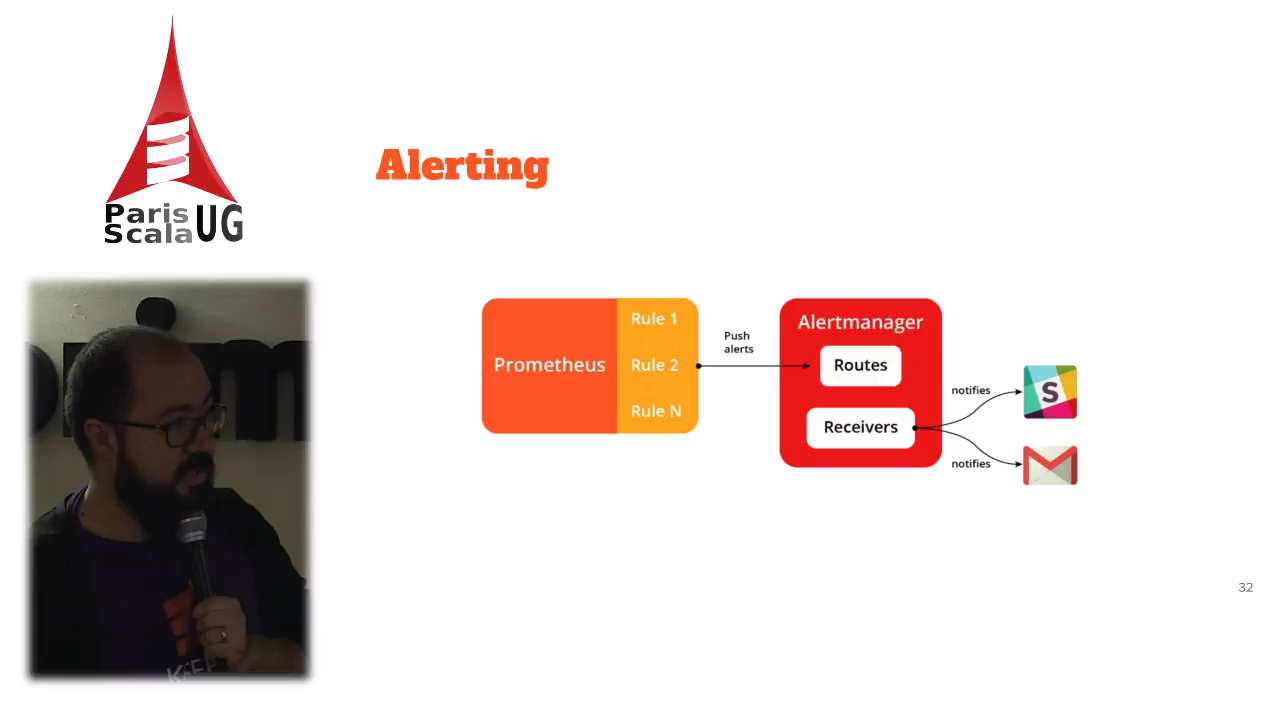 Paris
Scala UG
Alerting
Prometheus
Rule 1
Rule 2
Rule N
Push
alerts
Alertmanager
Routes
Receivers
notifies
notifies
S
32